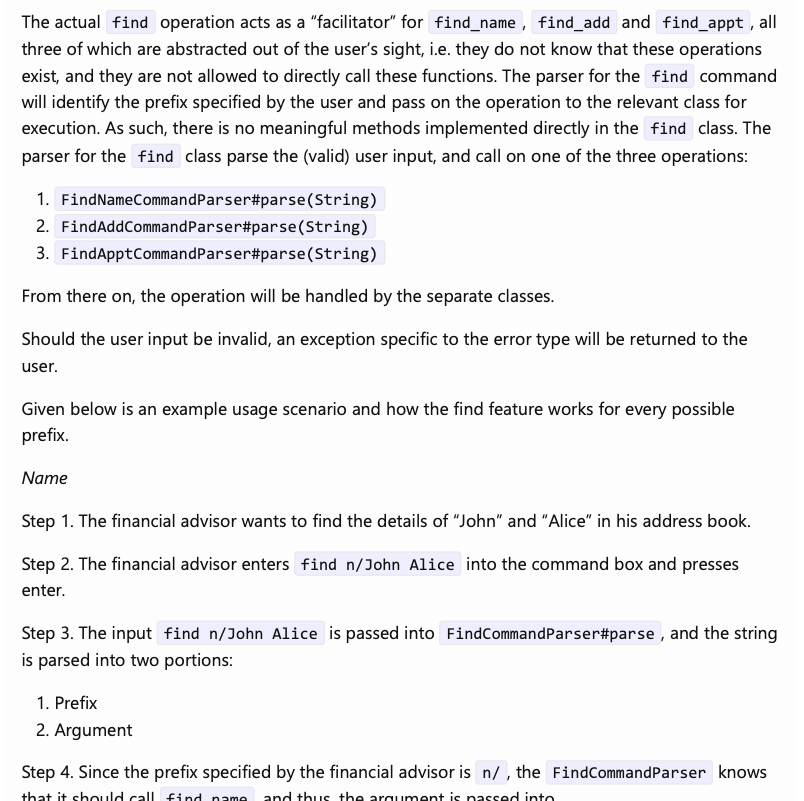 The actual find operation acts as a “facilitator” for find_name, find_add and find_appt, all
three of which are abstracted out of the user’s sight, i.e. they do not know that these operations
exist, and they are not allowed to directly call these functions. The parser for the find command
will identify the prefix specified by the user and pass on the operation to the relevant class for
execution. As such, there is no meaningful methods implemented directly in the find class. The
parser for the find class parse the (valid) user input, and call on one of the three operations:
1. FindNameCommandParser#parse(String)
2. FindAddCommandParser#parse(String)
3. FindApptCommandParser#parse(String)
From there on, the operation will be handled by the separate classes.
Should the user input be invalid, an exception specific to the error type will be returned to the
user.
Given below is an example usage scenario and how the find feature works for every possible
prefix.
Name
Step 1. The financial advisor wants to find the details of “John” and “Alice” in his address book.
Step 2. The financial advisor enters find n/John Alice into the command box and presses
enter.
Step 3. The input find n/John Alice is passed into FindCommandParser#parse, and the string
is parsed into two portions:
1. Prefix
2. Argument
Step 4. Since the prefix specified by the financial advisor is n/, the FindCommandParser knows
that it should call find_name, and thus, the argument is passed into